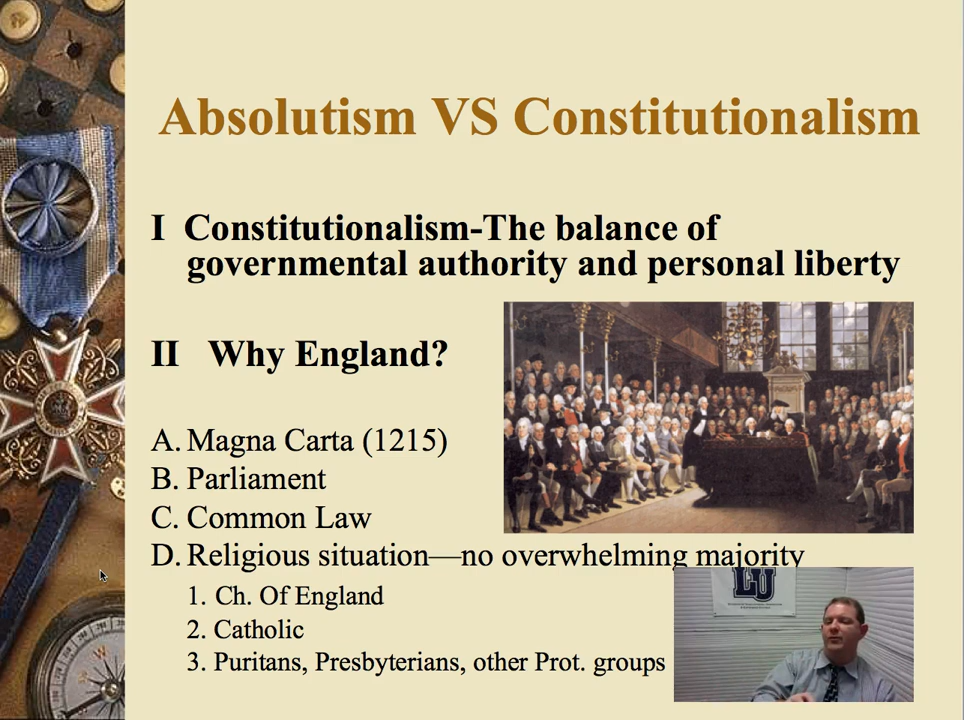 Absolutism VS Constitutionalism
I Constitutionalism-The balance of
governmental authority and personal liberty
II Why England?
A. Magna Carta (1215)
B. Parliament
C. Common Law
D. Religious situation—no overwhelming majority
1. Ch. Of England
2. Catholic
3. Puritans, Presbyterians, other Prot. groups
LU